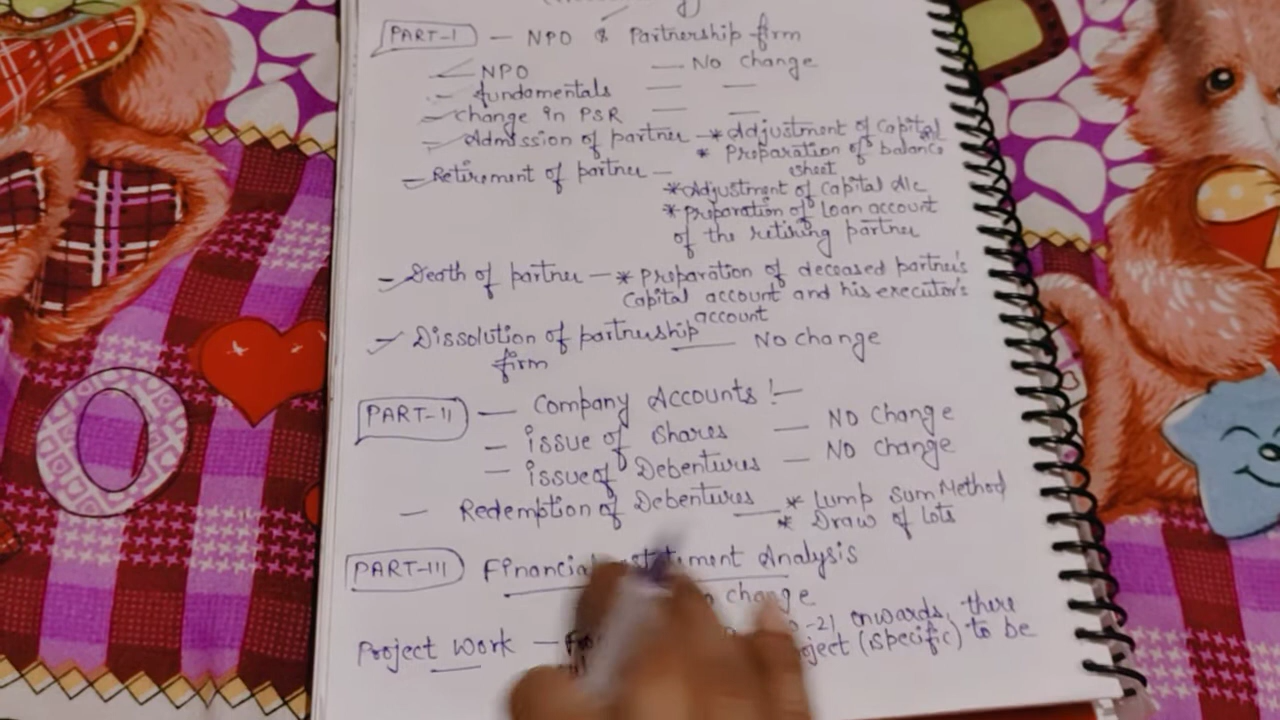 PART-I — NPO & Partnership firm
NPO — No change
- fundamentals — —
- change in PSR — —
- Admission of partner - * Adjustment of capital
* Preparation of balance
sheet
- Retirement of partner —
* Adjustment of capital A/c
* preparation of loan account
of the retiring partner
- Death of partner — * preparation of deceased partner's
capital account and his executor's
account
- Dissolution of partnership — No change
firm
PART-II — Company Accounts !—
- issue of shares — NO change
- issue of Debentures — NO change
- Redemption of Debentures — * Lump sum Method
* Draw of lots
PART-III Financial statement Analysis
change
Project Work — -21 onwards, there
(specific) to be